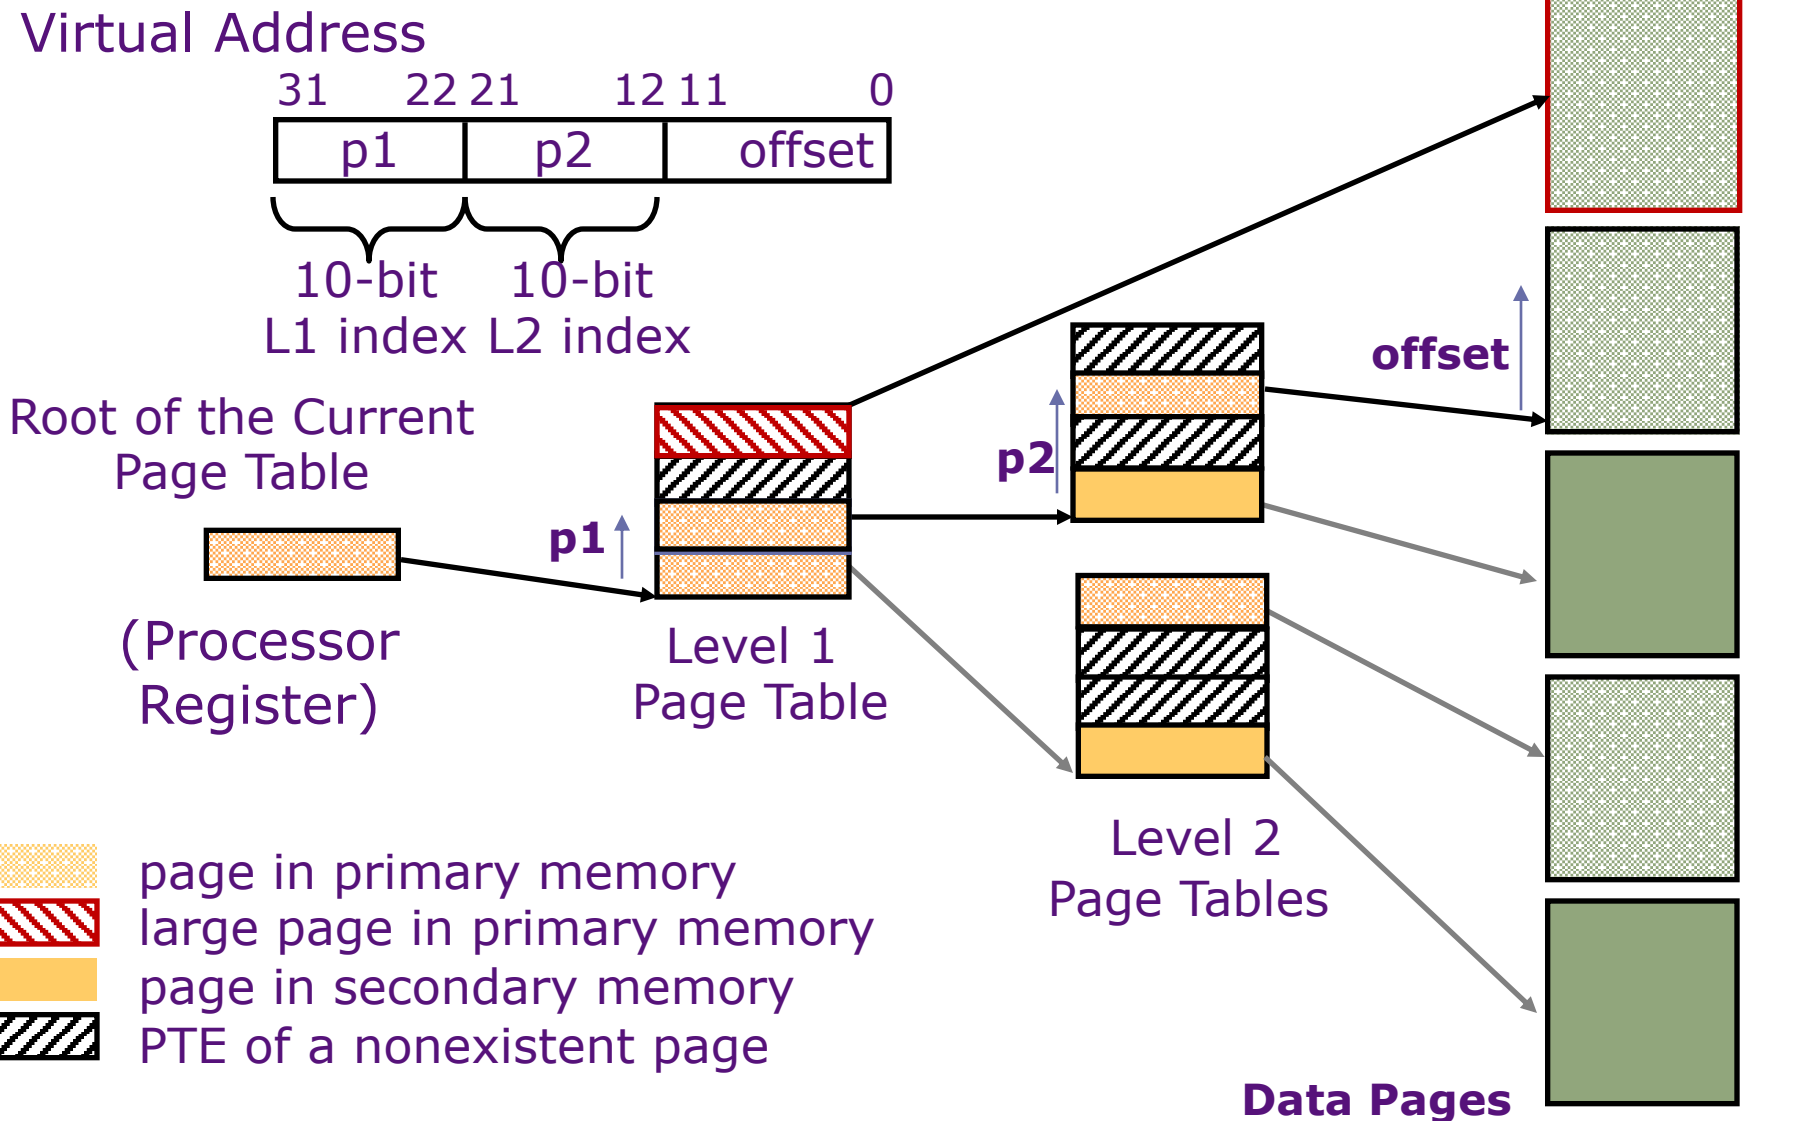 Virtual Address
31 22 21 12 11 0
p1 p2 offset
10-bit 10-bit
L1 index L2 index
Root of the Current
Page Table
(Processor
Register)
p1
Level 1
Page Table
p2
offset
Level 2
Page Tables
page in primary memory
large page in primary memory
page in secondary memory
PTE of a nonexistent page
Data Pages